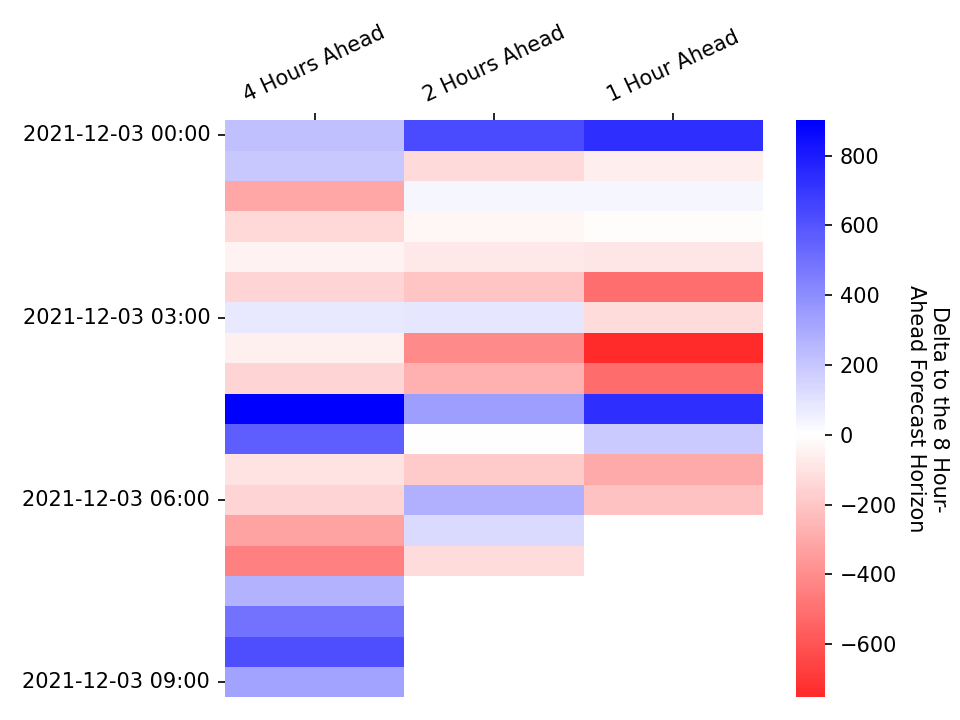 4 Hours Ahead
2 Hours Ahead
1 Hour Ahead
2021-12-03 00:00
2021-12-03 03:00
2021-12-03 06:00
2021-12-03 09:00
800
600
400
200
0
−200
−400
−600
Delta to the 8 Hour-
Ahead Forecast Horizon